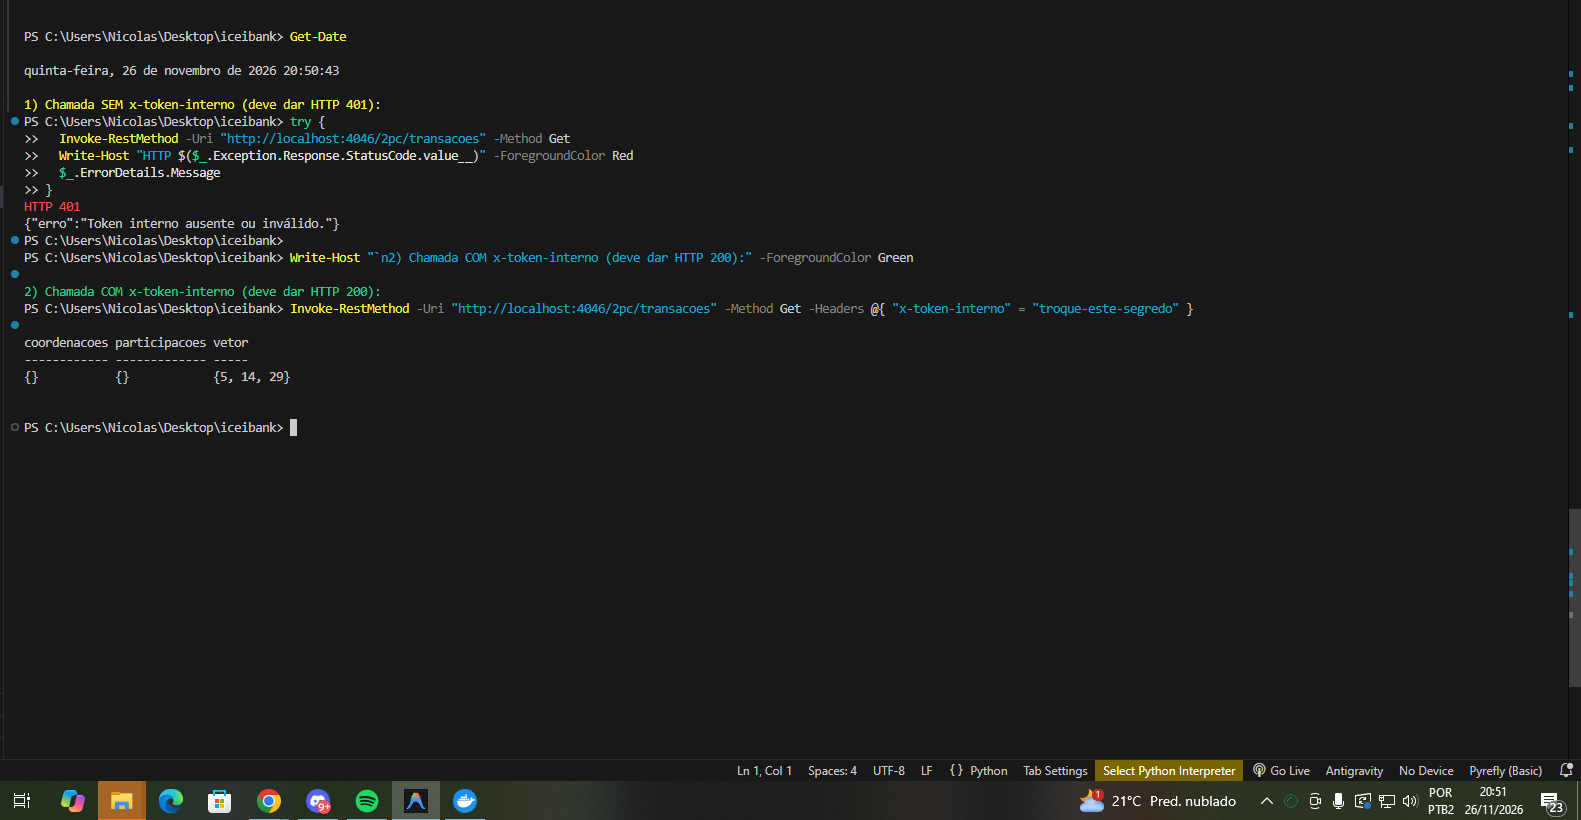 PS C:\Users\Nicolas\Desktop\iceibank> Get-Date
quinta-feira, 26 de novembro de 2026 20:50:43
1) Chamada SEM x-token-interno (deve dar HTTP 401):
PS C:\Users\Nicolas\Desktop\iceibank> try {
>>   Invoke-RestMethod -Uri "http://localhost:4046/2pc/transacoes" -Method Get
>>   Write-Host "HTTP $($_.Exception.Response.StatusCode.value__)" -ForegroundColor Red
>>   $_.ErrorDetails.Message
>> }
HTTP 401
{"erro":"Token interno ausente ou inválido."}
PS C:\Users\Nicolas\Desktop\iceibank>
PS C:\Users\Nicolas\Desktop\iceibank> Write-Host "`n2) Chamada COM x-token-interno (deve dar HTTP 200):" -ForegroundColor Green
2) Chamada COM x-token-interno (deve dar HTTP 200):
PS C:\Users\Nicolas\Desktop\iceibank> Invoke-RestMethod -Uri "http://localhost:4046/2pc/transacoes" -Method Get -Headers @{ "x-token-interno" = "troque-este-segredo" }
coordenacoes participacoes vetor
------------ ------------- -----
{}           {}            {5, 14, 29}
PS C:\Users\Nicolas\Desktop\iceibank>
Ln 1, Col 1 Spaces: 4 UTF-8 LF {} Python Tab Settings Select Python Interpreter Go Live Antigravity No Device Pyrefly (Basic)
9+ 1 21°C Pred. nublado POR PTB2 20:51 26/11/2026 23